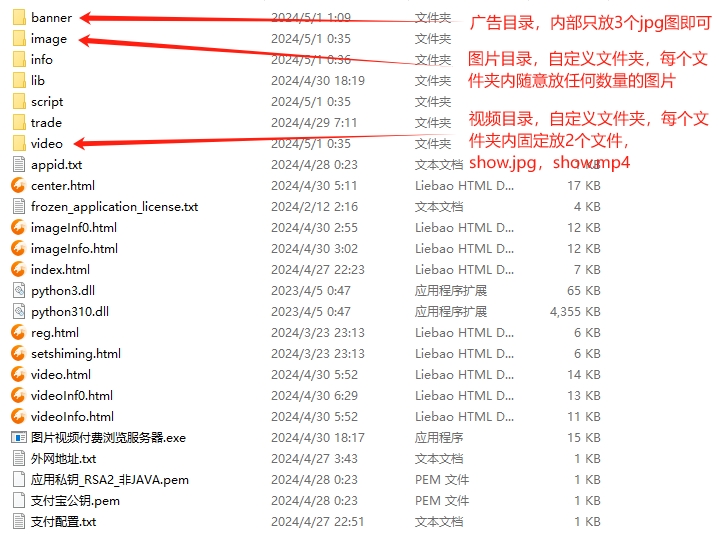 banner 2024/5/1 1:09 文件夹 广告目录，内部只放3个jpg图即可
image 2024/5/1 0:35 文件夹
info 2024/5/1 0:36 文件夹 图片目录，自定义文件夹，每个文
lib 2024/4/30 18:19 文件夹 件夹内随意放任何数量的图片
script 2024/5/1 0:35 文件夹
trade 2024/4/29 7:11 文件夹 视频目录，自定义文件夹，每个文
video 2024/5/1 0:35 文件夹 件夹内固定放2个文件，
appid.txt 2024/4/28 0:23 文本文档 1 KB show.jpg，show.mp4
center.html 2024/4/30 5:11 Liebao HTML D... 17 KB
frozen_application_license.txt 2024/2/12 2:16 文本文档 4 KB
imageInf0.html 2024/4/30 2:55 Liebao HTML D... 12 KB
imageInfo.html 2024/4/30 3:02 Liebao HTML D... 12 KB
index.html 2024/4/27 22:23 Liebao HTML D... 7 KB
python3.dll 2023/4/5 0:47 应用程序扩展 65 KB
python310.dll 2023/4/5 0:47 应用程序扩展 4,355 KB
reg.html 2024/3/23 23:13 Liebao HTML D... 6 KB
setshiming.html 2024/3/23 23:13 Liebao HTML D... 6 KB
video.html 2024/4/30 5:52 Liebao HTML D... 14 KB
videoInf0.html 2024/4/30 6:29 Liebao HTML D... 13 KB
videoInfo.html 2024/4/30 5:52 Liebao HTML D... 11 KB
图片视频付费浏览服务器.exe 2024/4/30 18:17 应用程序 15 KB
外网地址.txt 2024/4/27 3:43 文本文档 1 KB
应用私钥_RSA2_非JAVA.pem 2024/4/28 0:23 PEM 文件 1 KB
支付宝公钥.pem 2024/4/28 0:23 PEM 文件 1 KB
支付配置.txt 2024/4/27 22:51 文本文档 1 KB